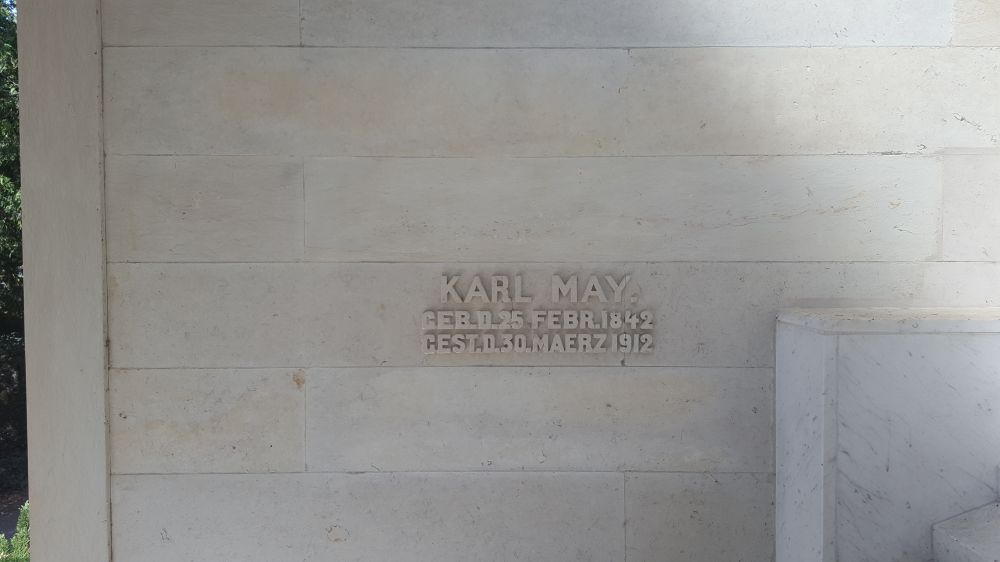 KARL MAY.
GEB.D.25.FEBR.1842
GEST.D.30.MAERZ 1912